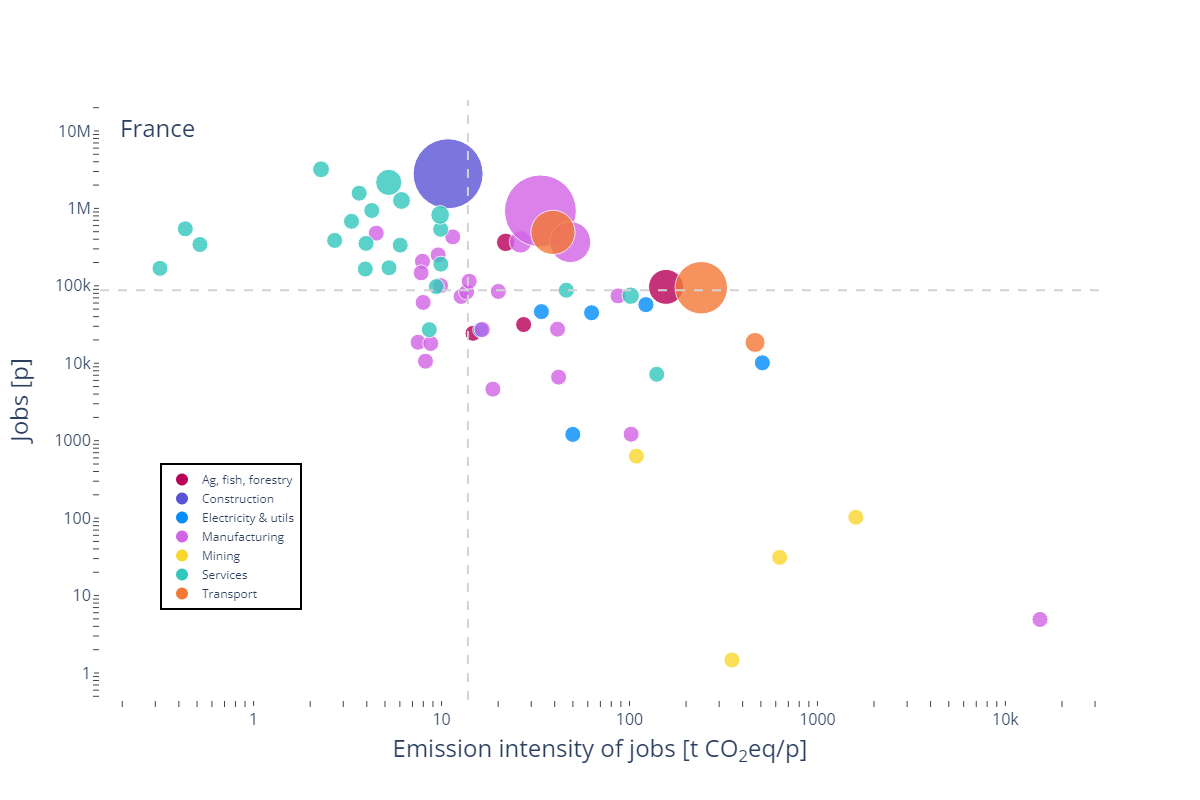 France
10M
1M
100k
10k
1000
100
10
1
Jobs [p]
Ag, fish, forestry
Construction
Electricity & utils
Manufacturing
Mining
Services
Transport
1 10 100 1000 10k
Emission intensity of jobs [t CO₂eq/p]